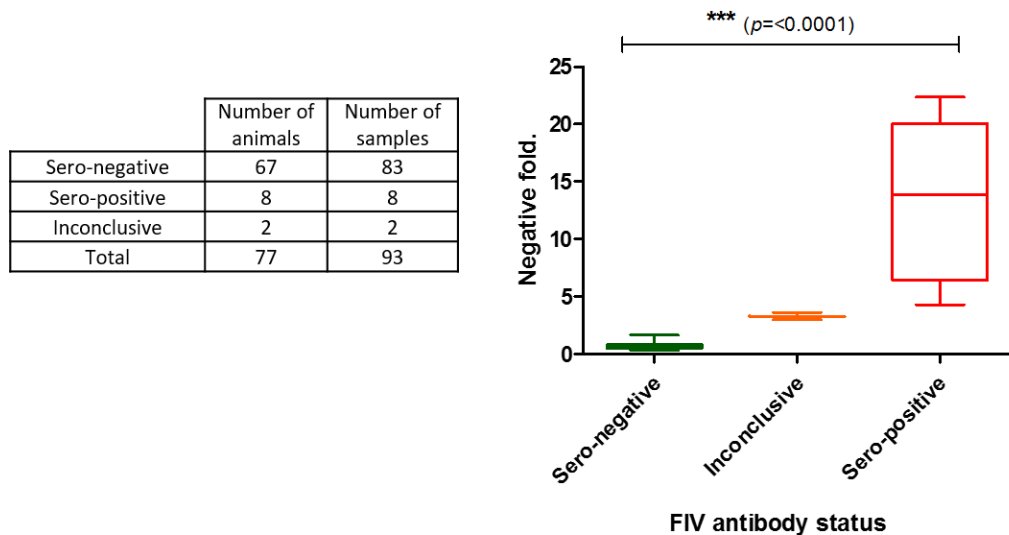 Number of animals Number of samples
Sero-negative 67 83
Sero-positive 8 8
Inconclusive 2 2
Total 77 93
*** (p=<0.0001)
Negative fold.
25
20
15
10
5
0
Sero-negative
Inconclusive
Sero-positive
FIV antibody status